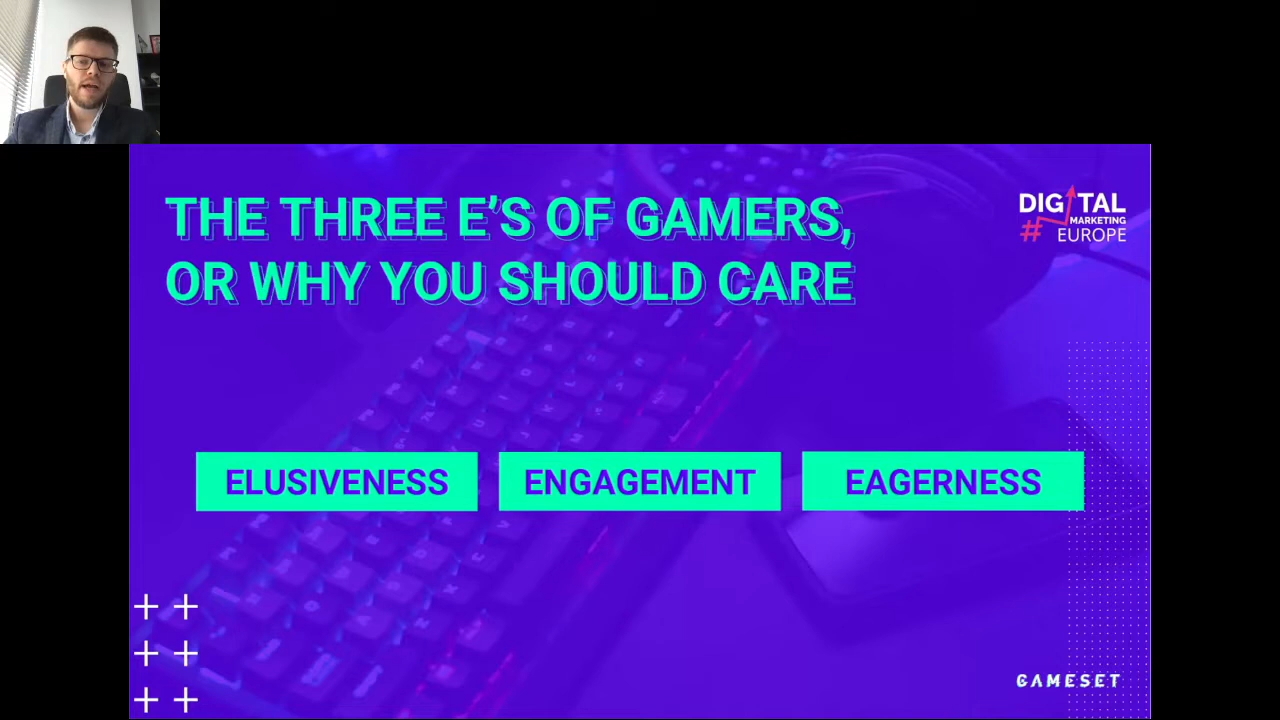 THE THREE E’S OF GAMERS,
OR WHY YOU SHOULD CARE
DIGITAL
MARKETING
# EUROPE
ELUSIVENESS
ENGAGEMENT
EAGERNESS
GAMESET